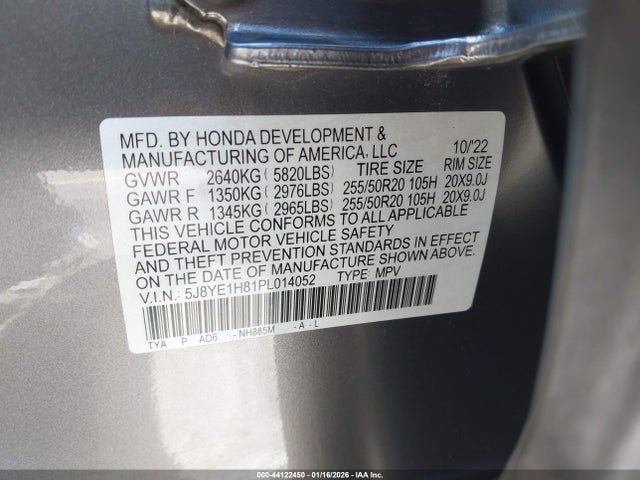 MFD. BY HONDA DEVELOPMENT & 10/'22
MANUFACTURING OF AMERICA, LLC
GVWR 2640KG ( 5820LBS) TIRE SIZE RIM SIZE
GAWR F 1350KG ( 2976LBS) 255/50R20 105H 20X9.0J
GAWR R 1345KG ( 2965LBS) 255/50R20 105H 20X9.0J
THIS VEHICLE CONFORMS TO ALL APPLICABLE
FEDERAL MOTOR VEHICLE SAFETY
AND THEFT PREVENTION STANDARDS IN EFFECT
ON THE DATE OF MANUFACTURE SHOWN ABOVE.
V.I.N.: 5J8YE1H81PL014052 TYPE: MPV
TYA P AD6 - NH885M - A - L
000-44122450 | 01/16/2026 | © IAA Inc.